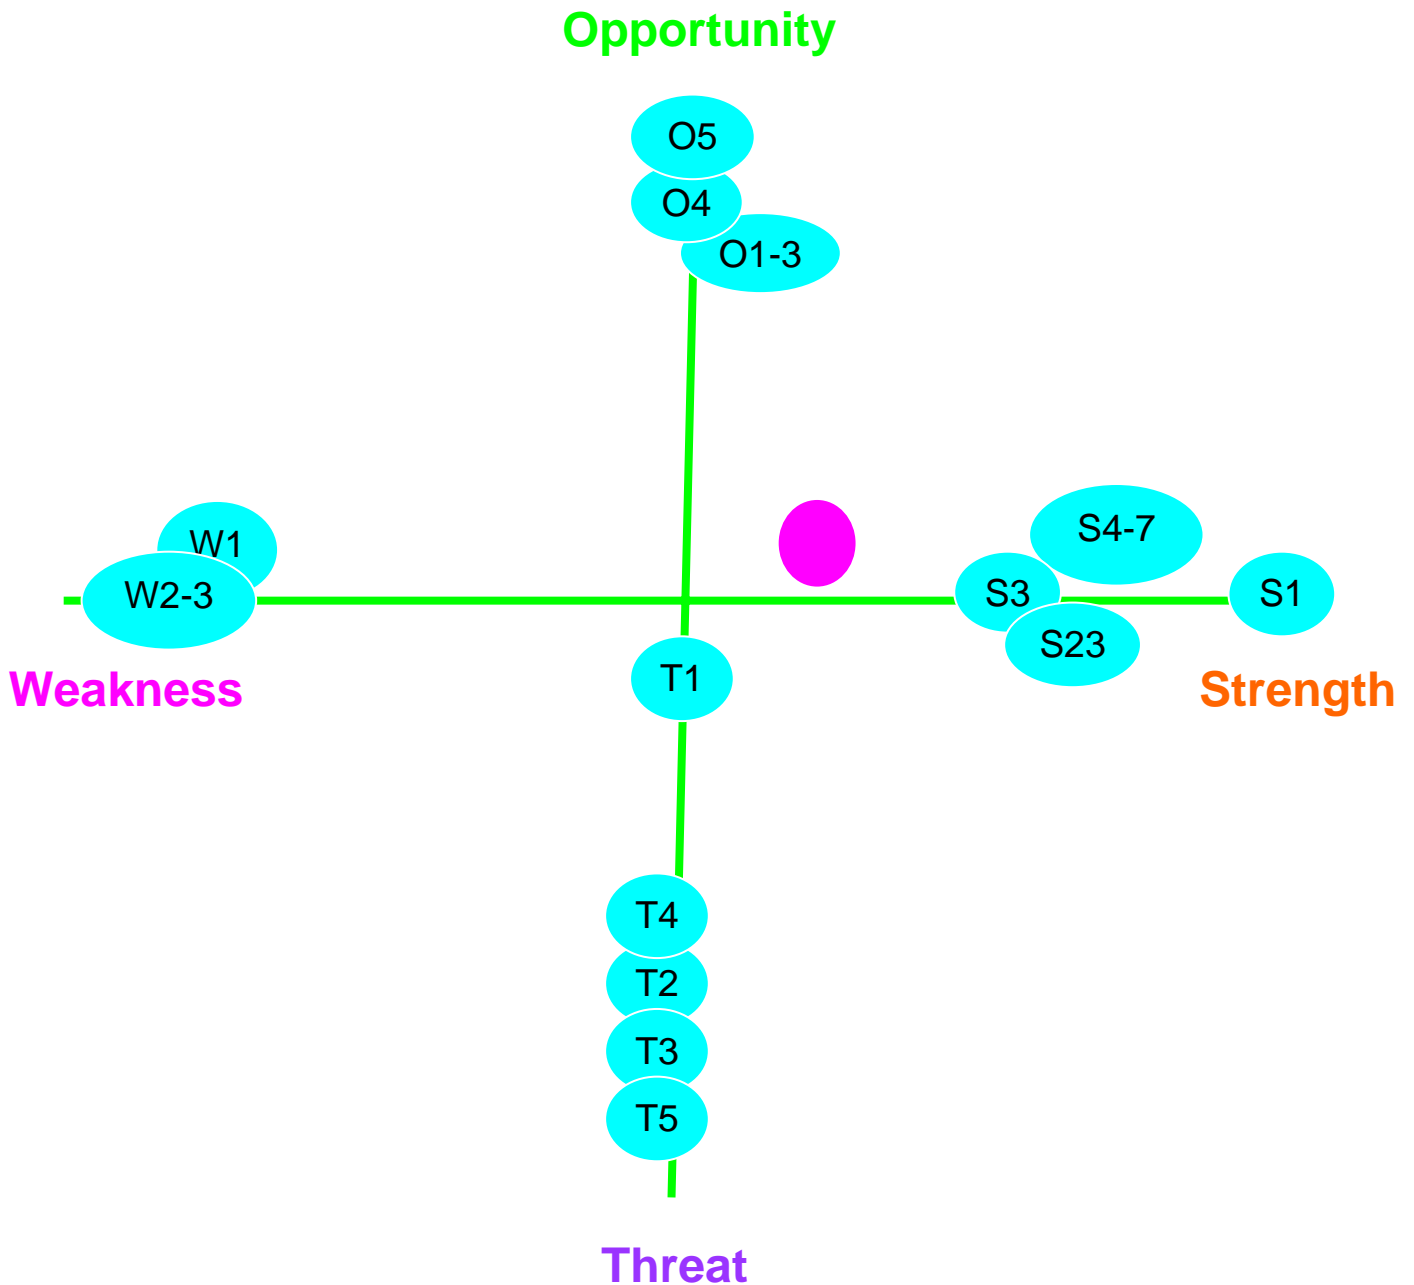 Opportunity
O5
O4
O1-3
S4-7
W1
W2-3
S3
S1
S23
T1
Weakness
Strength
T4
T2
T3
T5
Threat